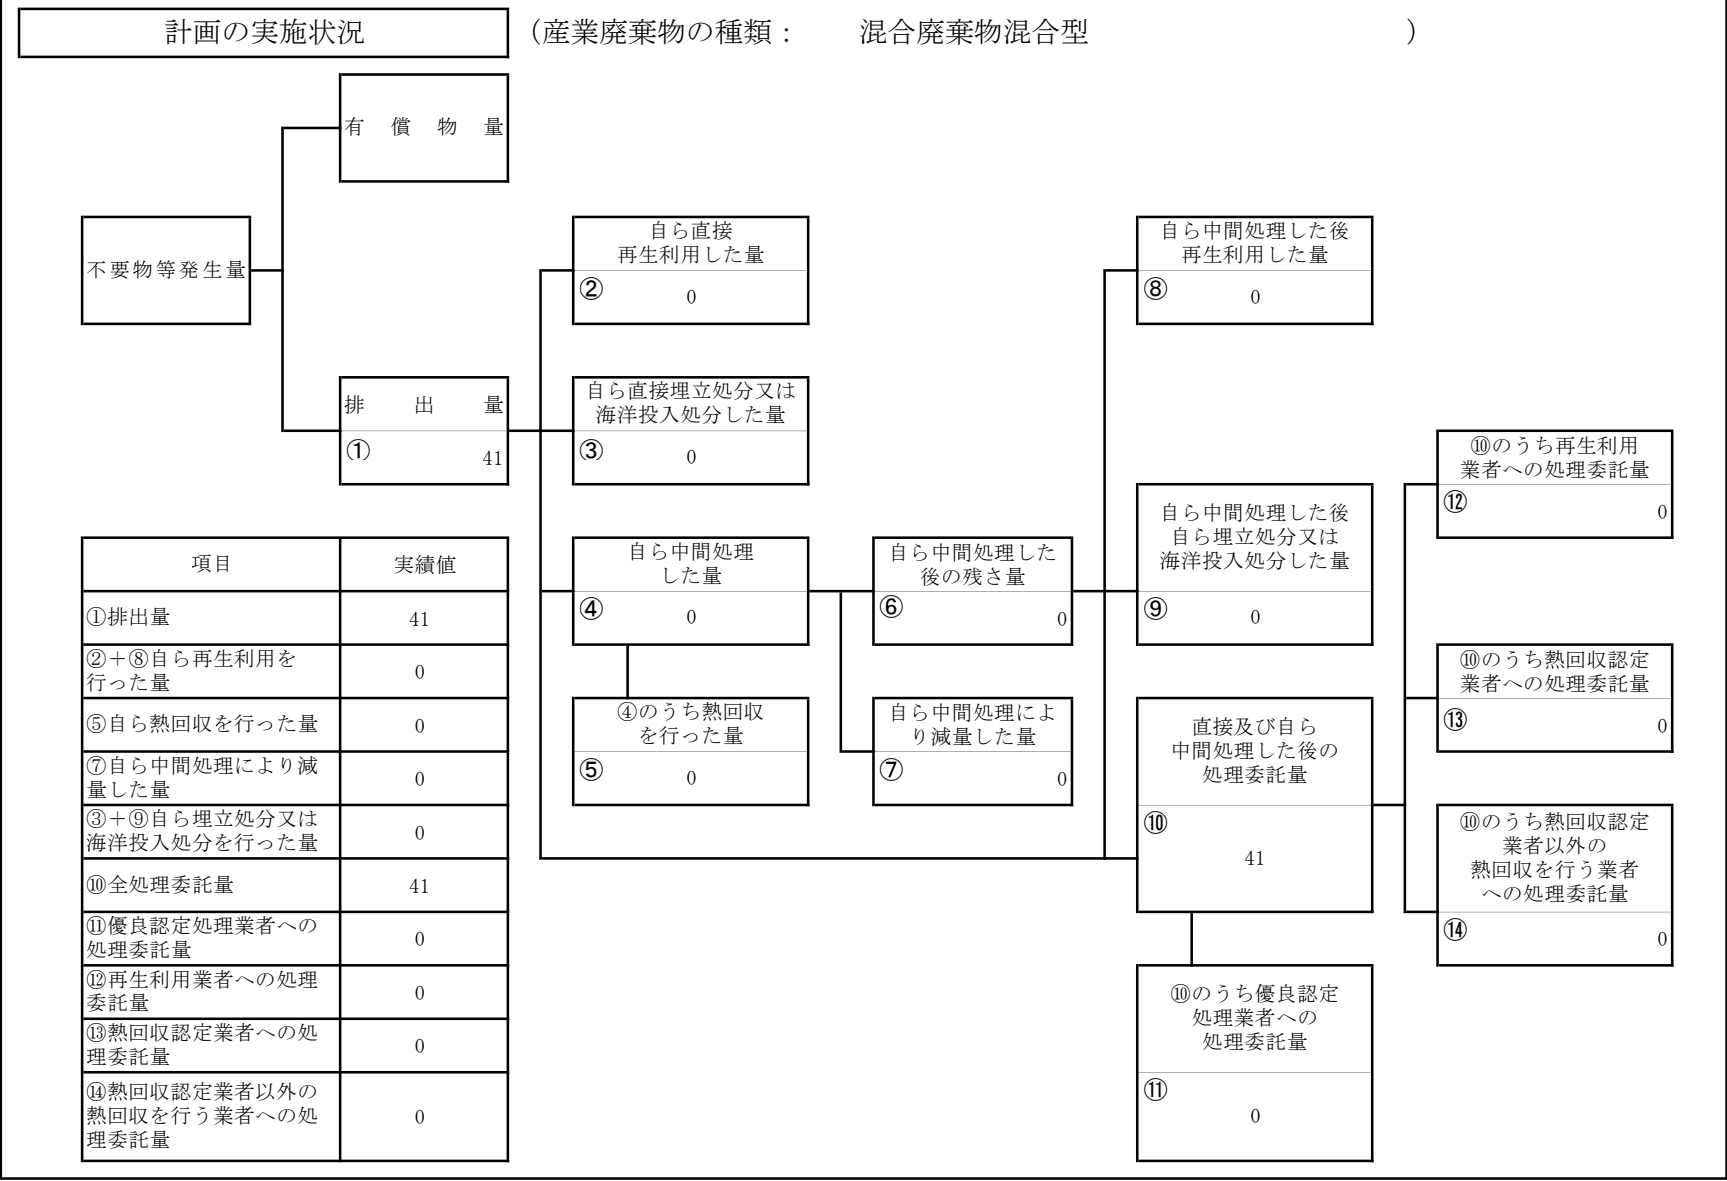 計画の実施状況
（産業廃棄物の種類： 混合廃棄物混合型 ）
有償物量
不要物等発生量
排出量
①
41
自ら直接
再生利用した量
②
0
自ら直接埋立処分又は
海洋投入処分した量
③
0
自ら中間処理
した量
④
0
④のうち熱回収
を行った量
⑤
0
自ら中間処理した
後の残さ量
⑥
0
自ら中間処理によ
り減量した量
⑦
0
自ら中間処理した後
再生利用した量
⑧
0
自ら中間処理した後
自ら埋立処分又は
海洋投入処分した量
⑨
0
直接及び自ら
中間処理した後の
処理委託量
⑩
41
⑩のうち優良認定
処理業者への
処理委託量
⑪
0
⑩のうち再生利用
業者への処理委託量
⑫
0
⑩のうち熱回収認定
業者への処理委託量
⑬
0
⑩のうち熱回収認定
業者以外の
熱回収を行う業者
への処理委託量
⑭
0
項目 実績値
①排出量 41
②＋⑧自ら再生利用を
行った量
0
⑤自ら熱回収を行った量 0
⑦自ら中間処理により減
量した量
0
③＋⑨自ら埋立処分又は
海洋投入処分を行った量
0
⑩全処理委託量 41
⑪優良認定処理業者への
処理委託量
0
⑫再生利用業者への処理
委託量
0
⑬熱回収認定業者への処
理委託量
0
⑭熱回収認定業者以外の
熱回収を行う業者への処
理委託量
0